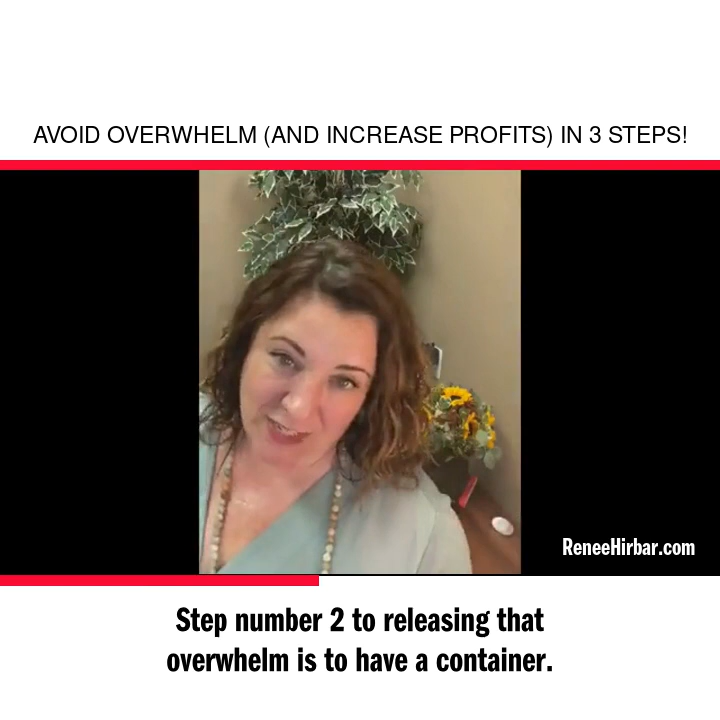 AVOID OVERWHELM (AND INCREASE PROFITS) IN 3 STEPS!
ReneeHirbar.com
Step number 2 to releasing that
overwhelm is to have a container.